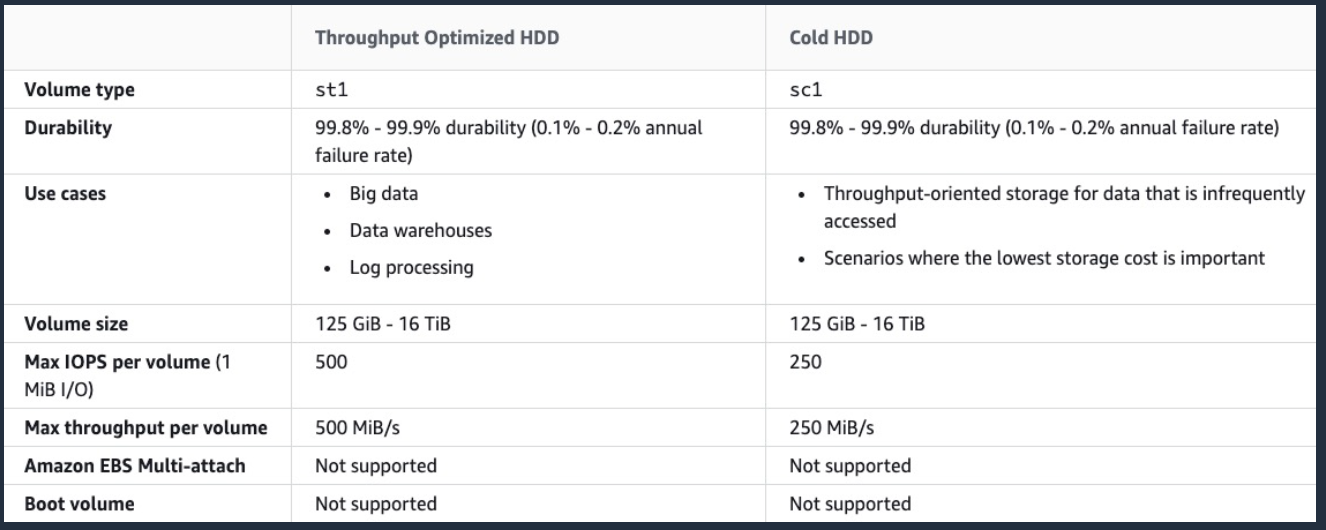 Throughput Optimized HDD Cold HDD
Volume type st1 sc1
Durability 99.8% - 99.9% durability (0.1% - 0.2% annual 99.8% - 99.9% durability (0.1% - 0.2% annual failure rate)
failure rate)
Use cases • Big data • Throughput-oriented storage for data that is infrequently
accessed
• Data warehouses
• Scenarios where the lowest storage cost is important
• Log processing
Volume size 125 GiB - 16 TiB 125 GiB - 16 TiB
Max IOPS per volume (1 500 250
MiB I/O)
Max throughput per volume 500 MiB/s 250 MiB/s
Amazon EBS Multi-attach Not supported Not supported
Boot volume Not supported Not supported